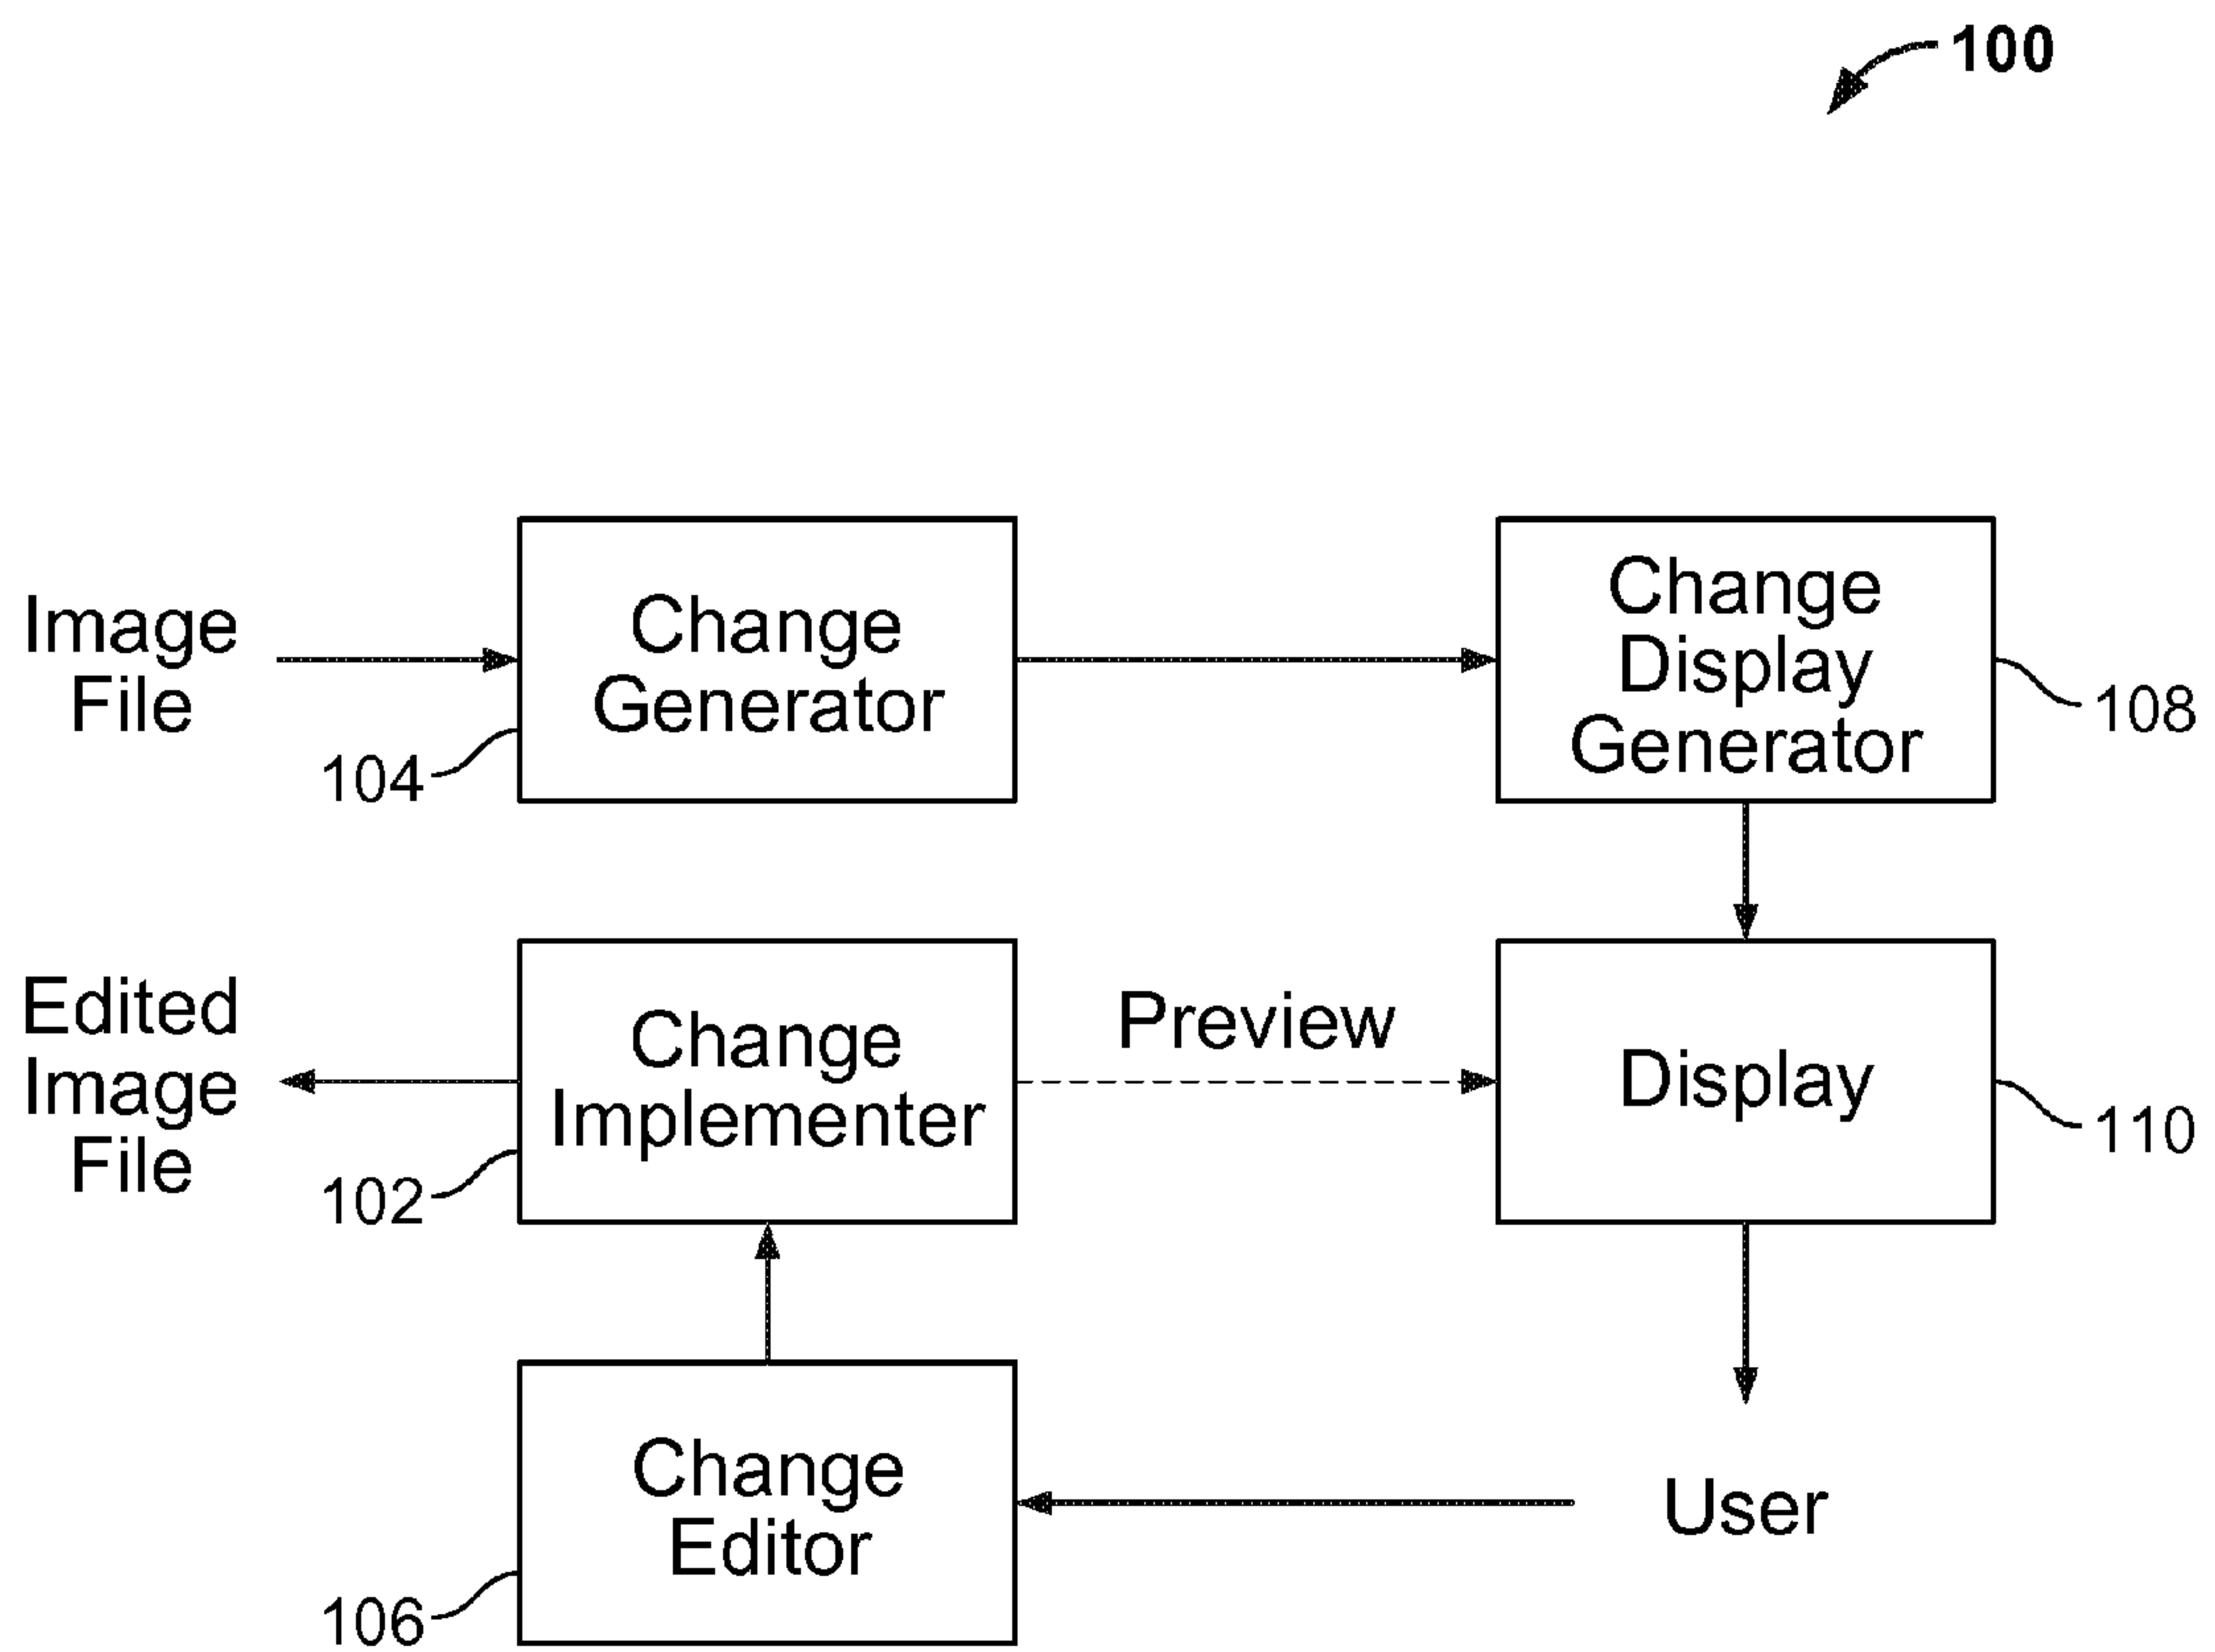 100
Image
File
Change
Generator
104
Change
Display
Generator
108
Edited
Image
File
Change
Implementer
102
Preview
Display
110
Change
Editor
106
User